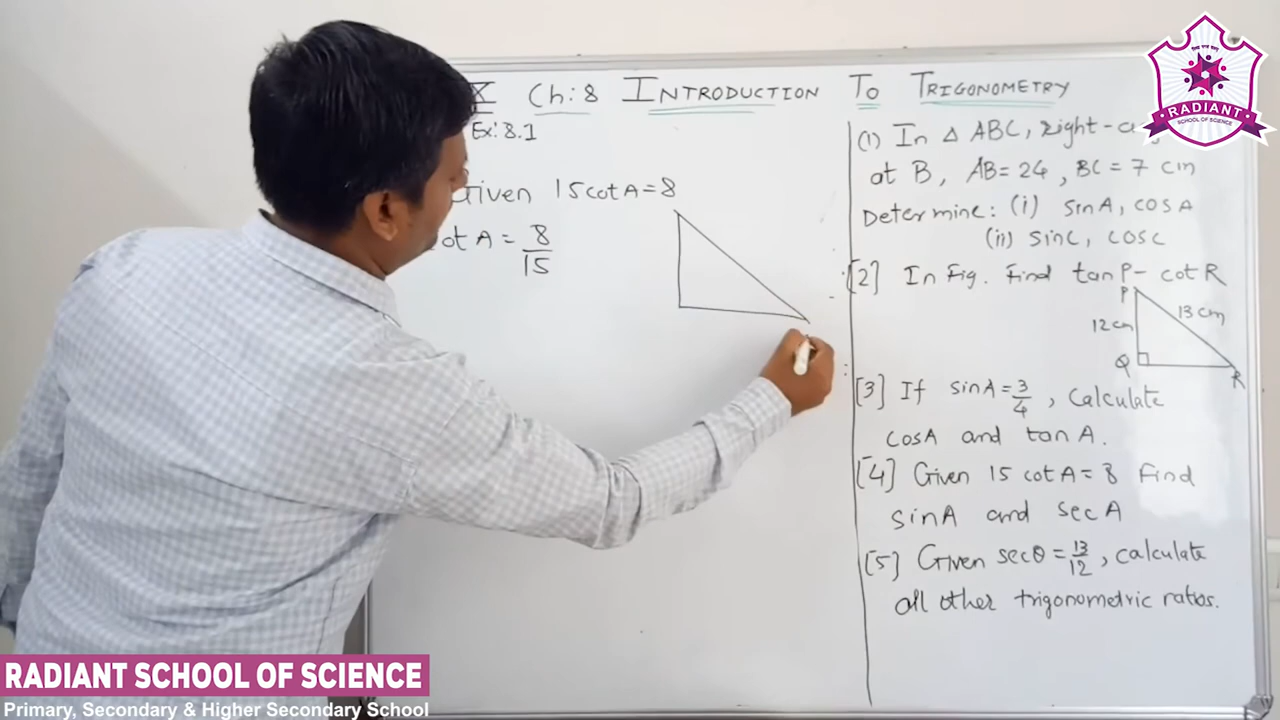 X Ch: 8 INTRODUCTION TO TRIGONOMETRY
Ex: 8.1
Given 15 cot A = 8
cot A = 8/15
(1) In △ ABC, right-
at B, AB = 24, BC = 7 cm
Determine: (i) sin A, cos A
(ii) sin C, cos C
[2] In Fig. Find tan P - cot R
P
13 cm
12 cm
Q
R
[3] If sin A = 3/4, calculate
cos A and tan A.
[4] Given 15 cot A = 8 Find
sin A and sec A
[5] Given sec θ = 13/12, calculate
all other trigonometric ratios.
RADIANT
SCHOOL OF SCIENCE
RADIANT SCHOOL OF SCIENCE
Primary, Secondary & Higher Secondary School